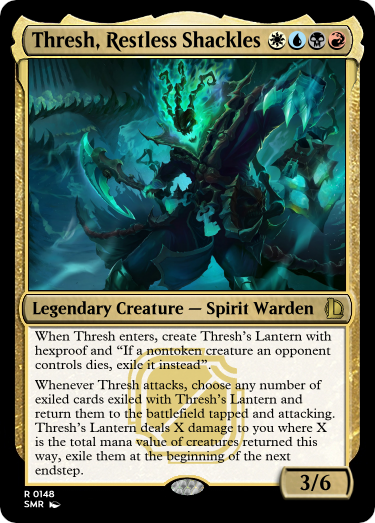 Thresh, Restless Shackles
Legendary Creature — Spirit Warden
When Thresh enters, create Thresh's Lantern with
hexproof and “If a nontoken creature an opponent
controls dies, exile it instead”
Whenever Thresh attacks, choose any number of
exiled cards exiled with Thresh's Lantern and
return them to the battlefield tapped and attacking.
Thresh's Lantern deals X damage to you where X
is the total mana value of creatures returned this
way, exile them at the beginning of the next
endstep.
3/6
R 0148
SMR